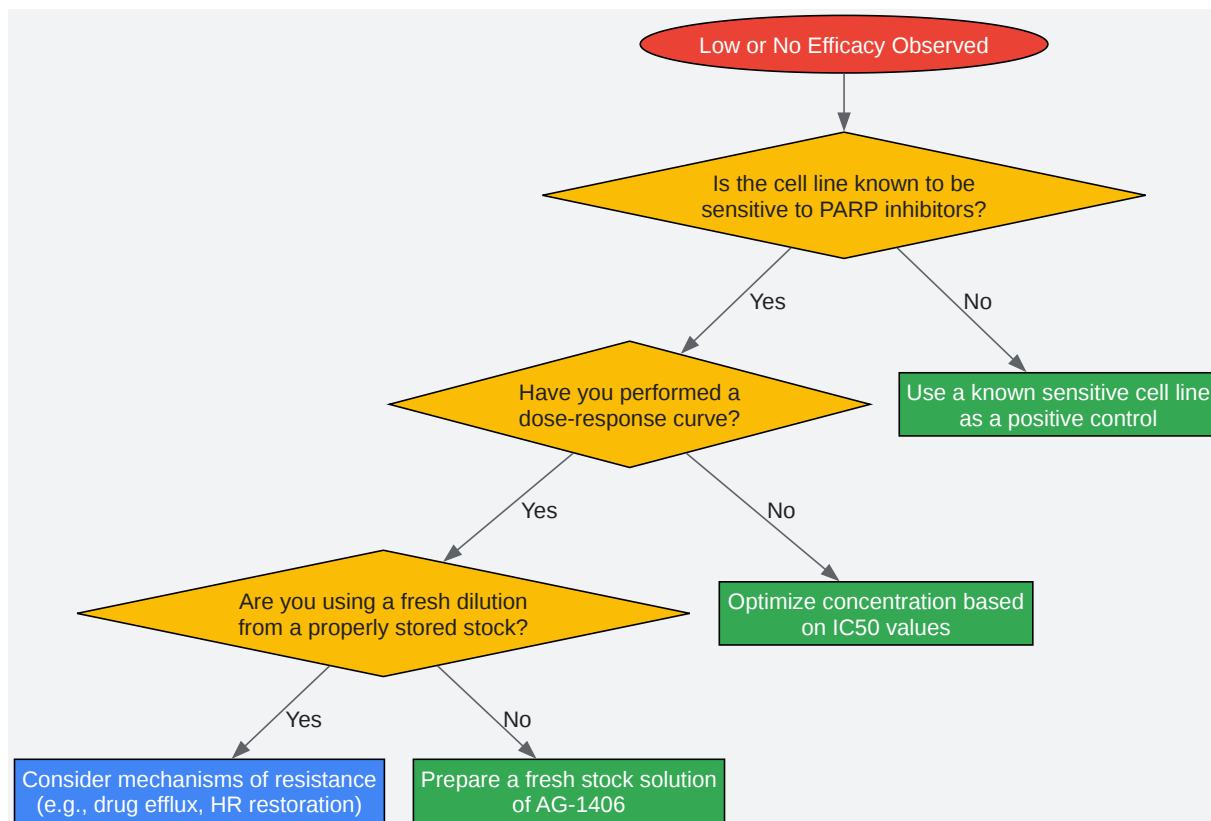 Low or No Efficacy Observed
Is the cell line known to be
sensitive to PARP inhibitors?
Yes
No
Have you performed a
dose-response curve?
Use a known sensitive cell line
as a positive control
Yes
No
Are you using a fresh dilution
from a properly stored stock?
Optimize concentration based
on IC50 values
Yes
No
Consider mechanisms of resistance
(e.g., drug efflux, HR restoration)
Prepare a fresh stock solution
of AG-1406